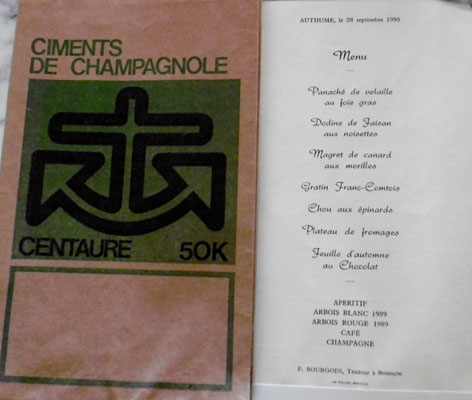 CIMENTS
DE CHAMPAGNOLE
CENTAURE 50K
AUTHUME, le 28 septembre 1990
Menu
Panaché de volaille
au foie gras
Dodine de Faisan
aux noisettes
Magret de canard
aux morilles
Gratin Franc-Comtois
Chou aux épinards
Plateau de fromages
Feuille d'automne
au Chocolat
APERITIF
ARBOIS BLANC 1989
ARBOIS ROUGE 1989
CAFÉ
CHAMPAGNE
F. BOURGOIN, Traiteur à Besançon